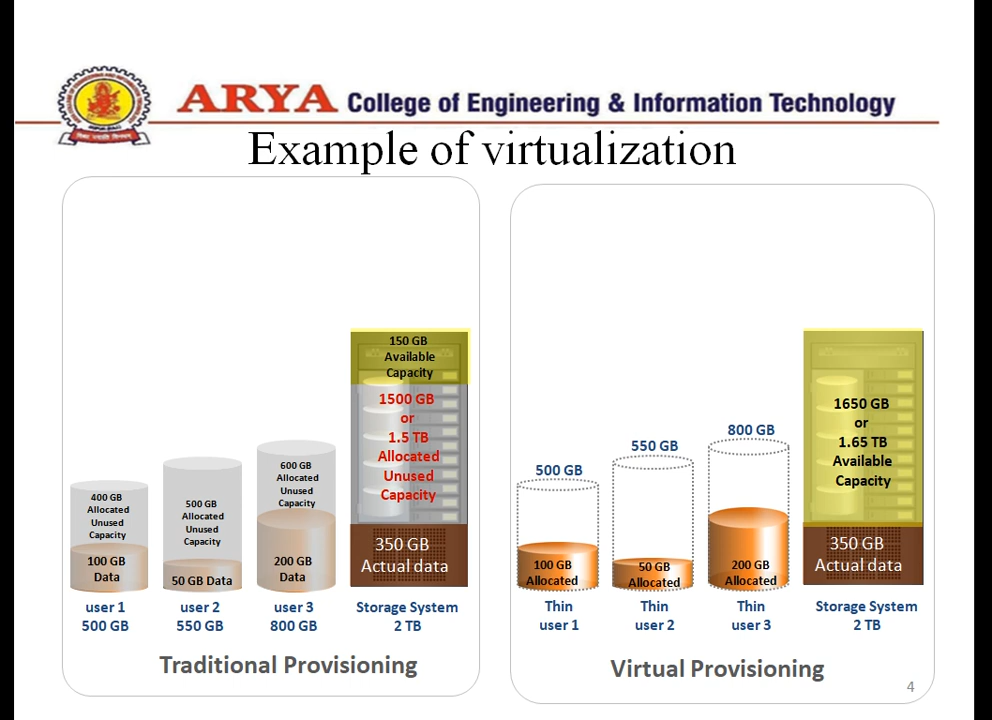 ARYA College of Engineering & Information Technology
Example of virtualization
150 GB
Available
Capacity
1500 GB
or
1.5 TB
Allocated
Unused
Capacity
350 GB
Actual data
600 GB
Allocated
Unused
Capacity
200 GB
Data
500 GB
Allocated
Unused
Capacity
50 GB Data
400 GB
Allocated
Unused
Capacity
100 GB
Data
user 1
500 GB
user 2
550 GB
user 3
800 GB
Storage System
2 TB
Traditional Provisioning
500 GB
550 GB
800 GB
1650 GB
or
1.65 TB
Available
Capacity
350 GB
Actual data
100 GB
Allocated
50 GB
Allocated
200 GB
Allocated
Thin
user 1
Thin
user 2
Thin
user 3
Storage System
2 TB
Virtual Provisioning
4